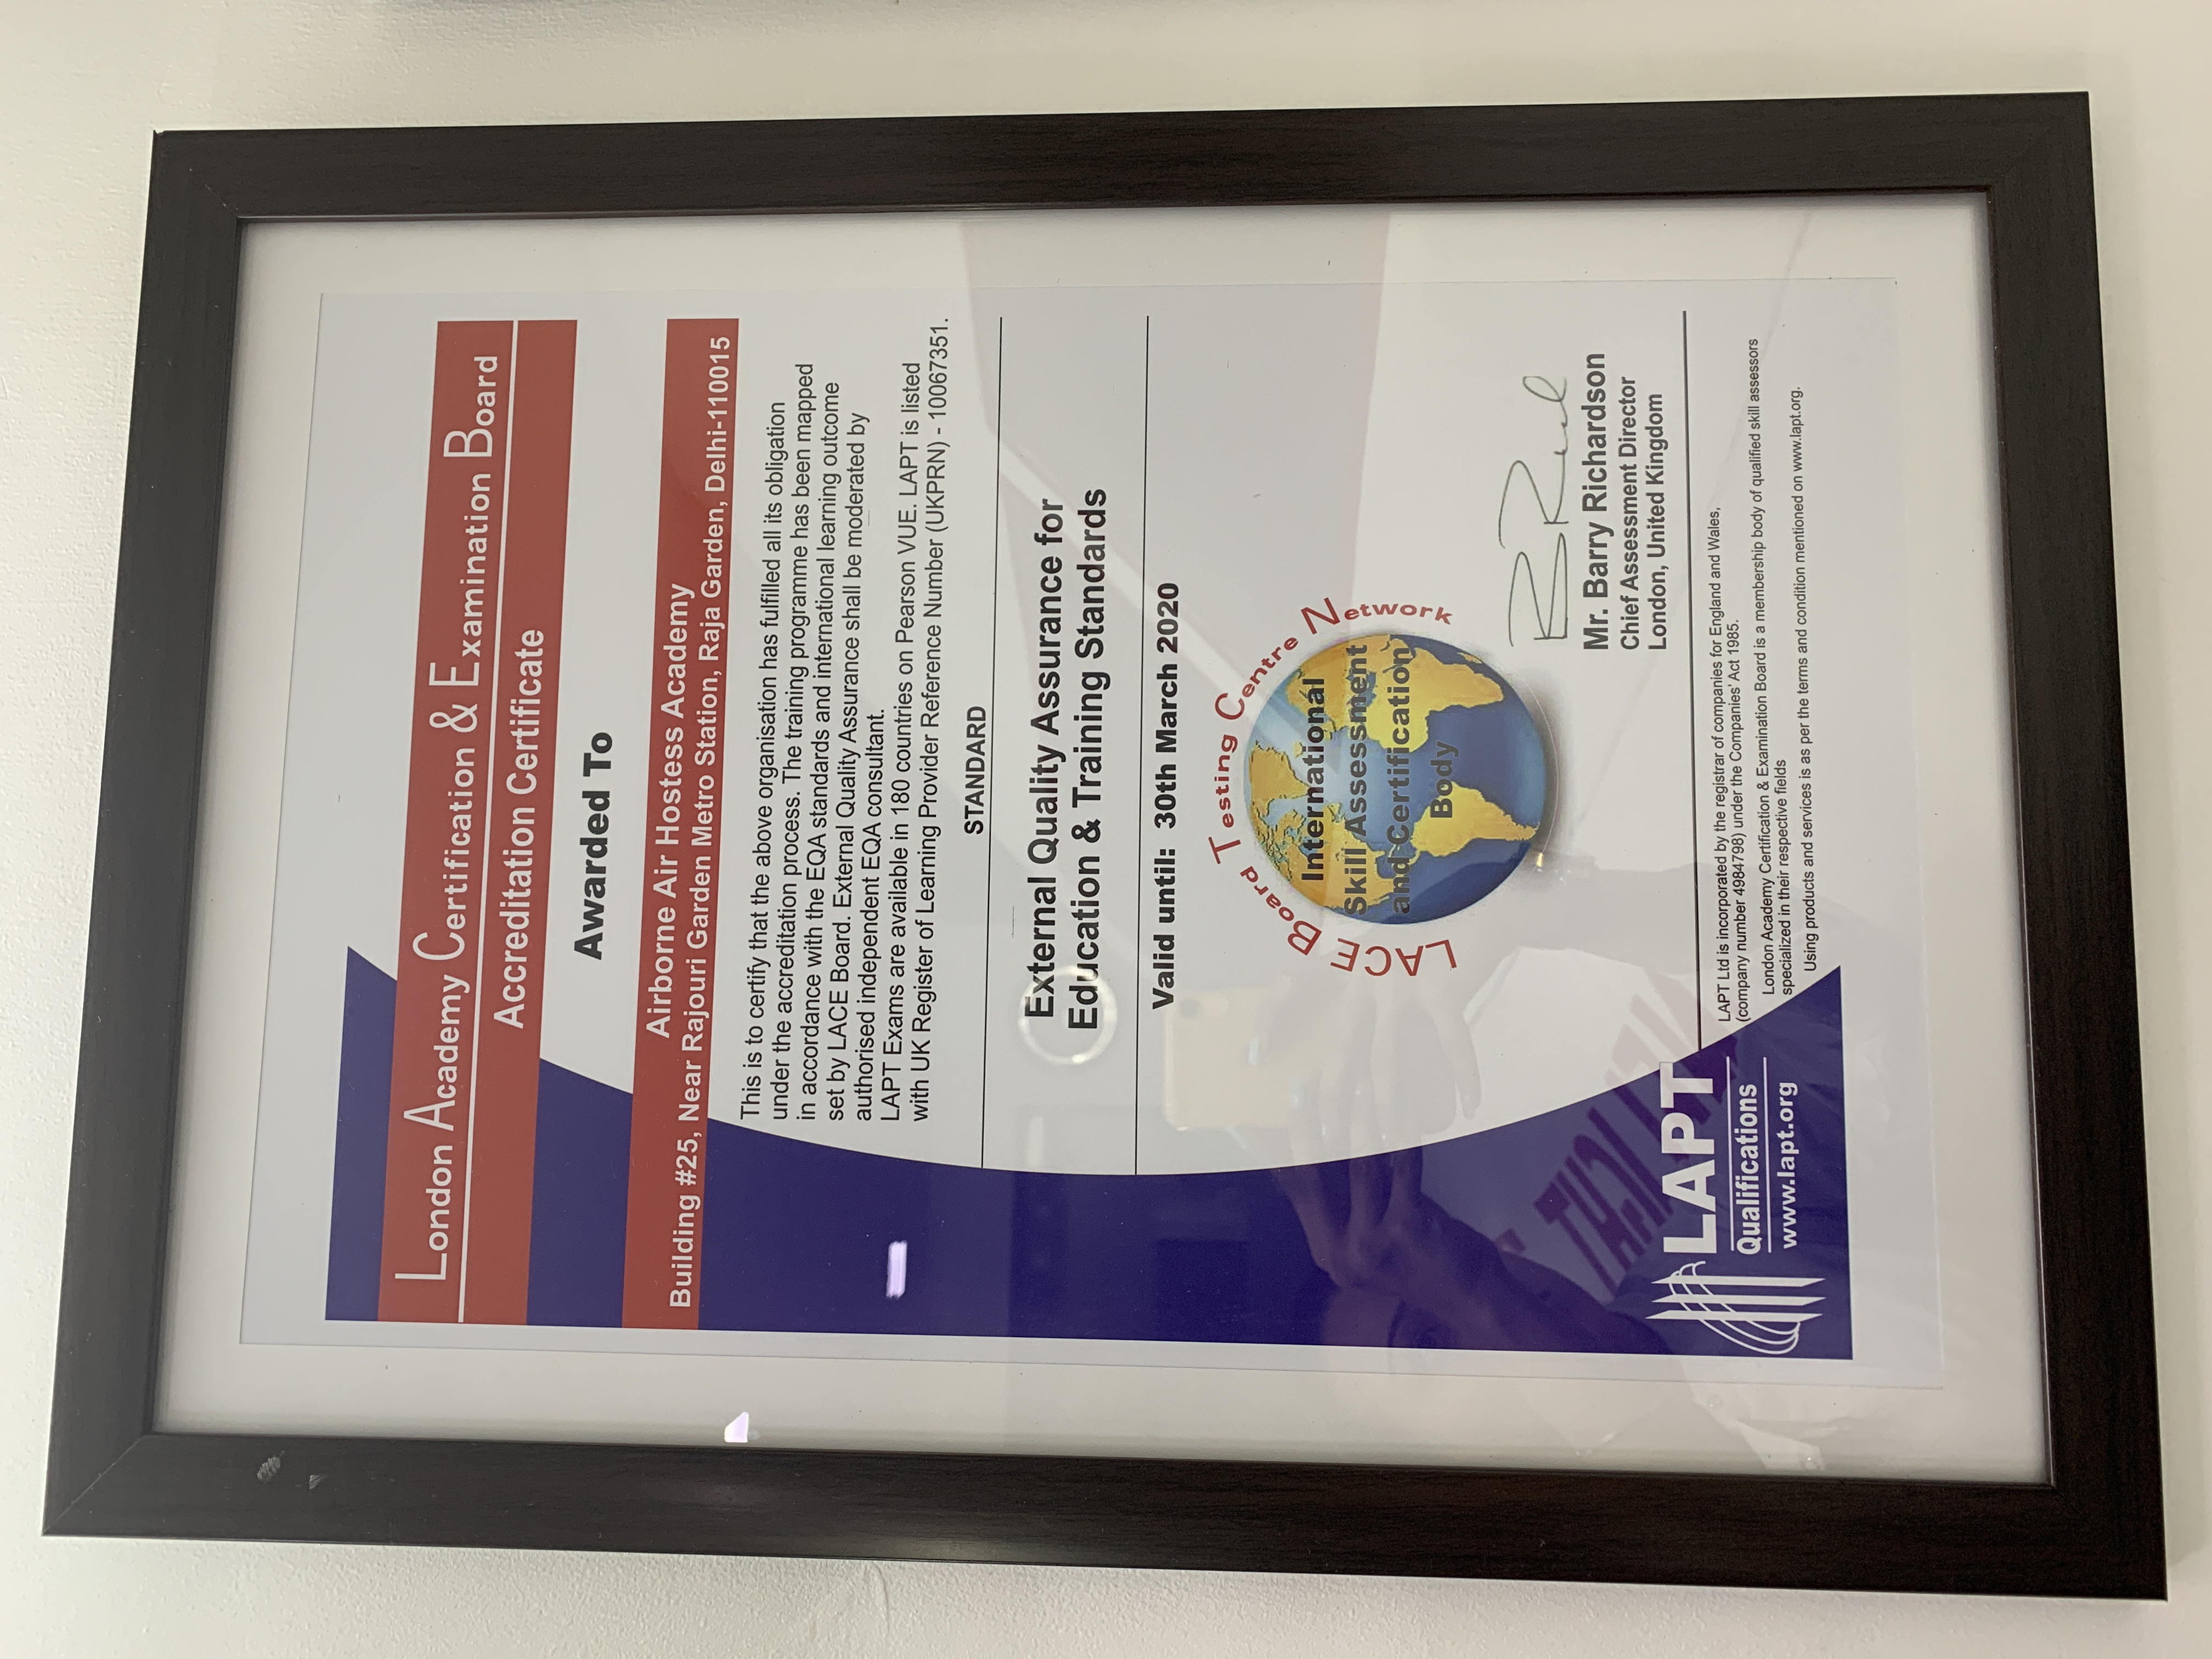 London Academy Certification & Examination Board
Accreditation Certificate
Awarded To
Airborne Air Hostess Academy
Building #25, Near Rajouri Garden Metro Station, Raja Garden, Delhi-110015
This is to certify that the above organisation has fulfilled all its obligation
under the accreditation process. The training programme has been mapped
in accordance with the EQA standards and international learning outcome
set by LACE Board. External Quality Assurance shall be moderated by
authorised independent EQA consultant.
LAPT Exams are available in 180 countries on Pearson VUE. LAPT is listed
with UK Register of Learning Provider Reference Number (UKPRN) - 10067351.
STANDARD
External Quality Assurance for
Education & Training Standards
Valid until: 30th March 2020
LACE Board Testing Centre Network
International
Skill Assessment
and Certification
Body
Mr. Barry Richardson
Chief Assessment Director
London, United Kingdom
LAPT
Qualifications
www.lapt.org
LAPT Ltd is incorporated by the registrar of companies for England and Wales,
(company number 4984798) under the Companies' Act 1985.
London Academy Certification & Examination Board is a membership body of qualified skill assessors
specialized in their respective fields
Using products and services is as per the terms and condition mentioned on www.lapt.org.